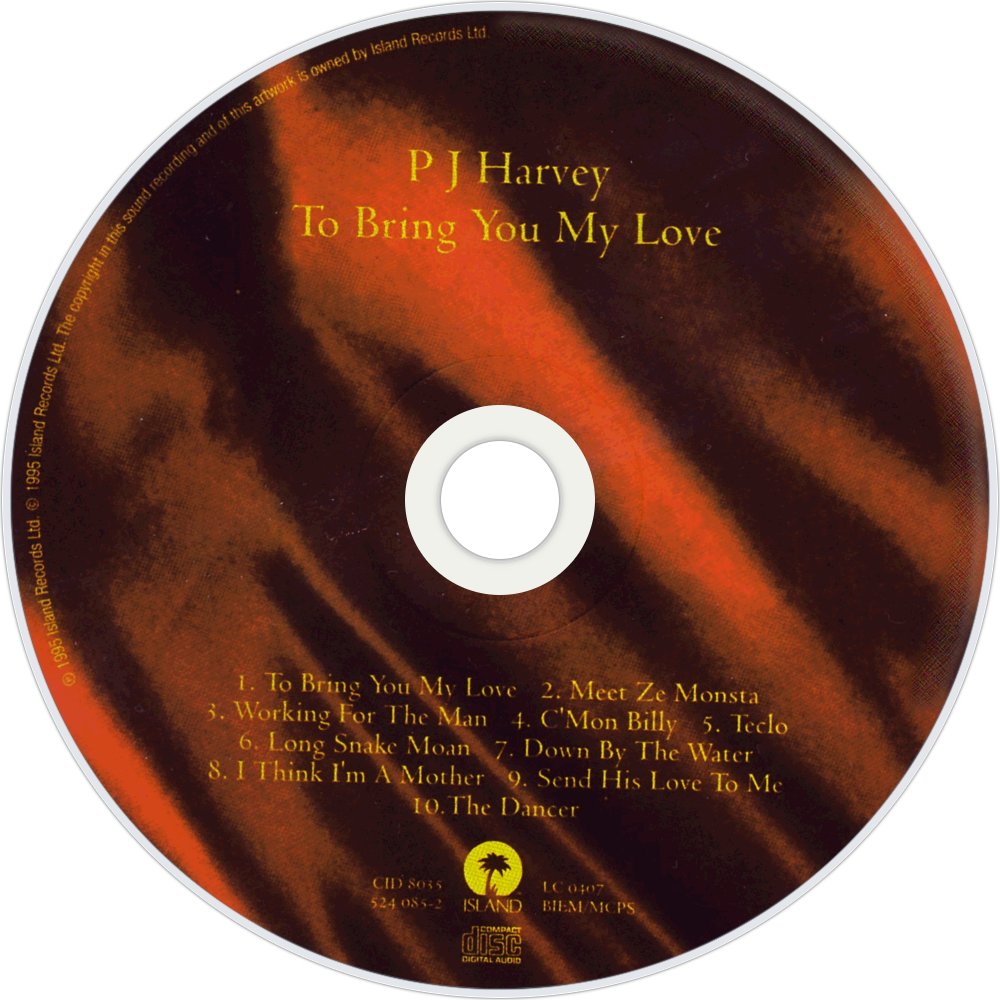 ℗ 1995 Island Records Ltd. © 1995 Island Records Ltd. The copyright in this sound recording and of this artwork is owned by Island Records Ltd.
P J Harvey
To Bring You My Love
1. To Bring You My Love 2. Meet Ze Monsta
3. Working For The Man 4. C'Mon Billy 5. Teclo
6. Long Snake Moan 7. Down By The Water
8. I Think I'm A Mother 9. Send His Love To Me
10. The Dancer
CID 8035
524 085-2
ISLAND
LC 0407
BIEM/MCPS
COMPACT
disc
DIGITAL AUDIO